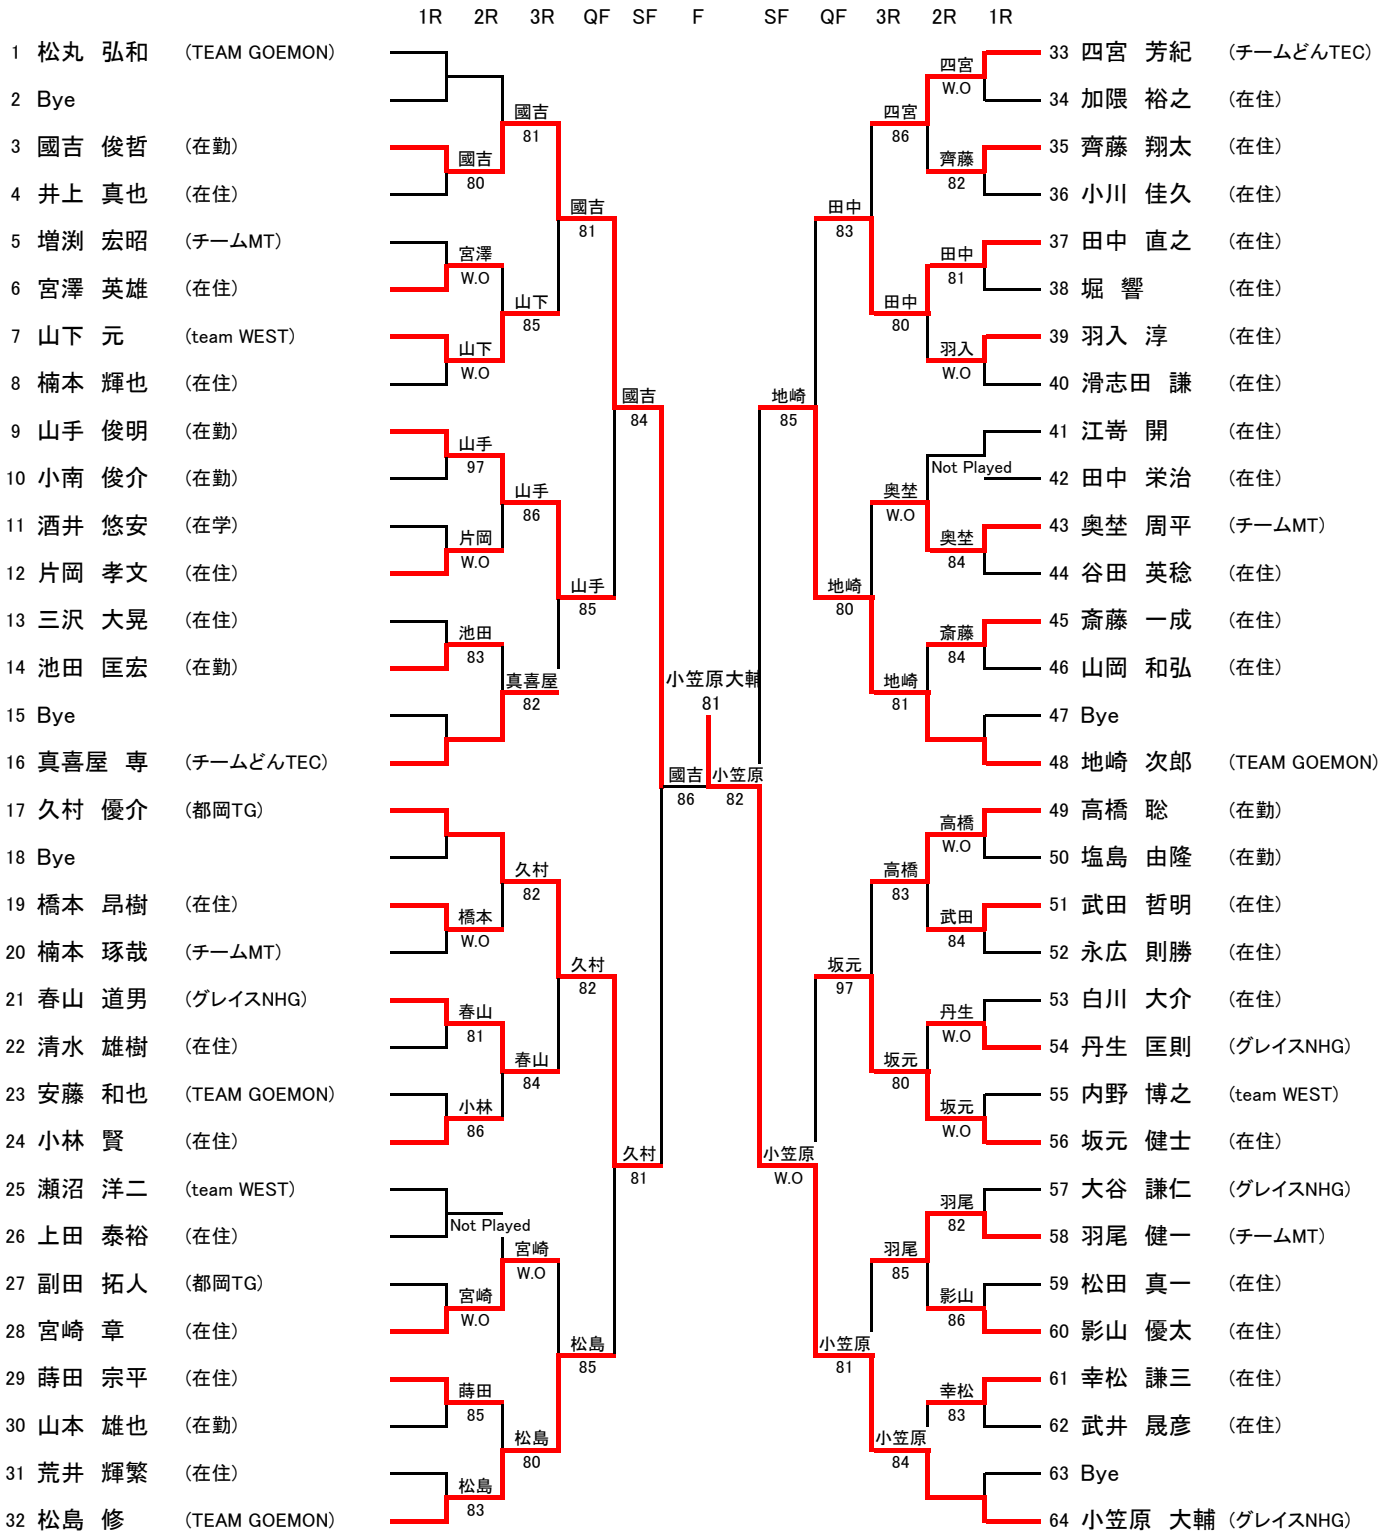 1R 2R 3R QF SF F SF QF 3R 2R 1R
1 松丸 弘和 (TEAM GOEMON)
2 Bye
3 國吉 俊哲 (在勤)
4 井上 真也 (在住)
5 増渕 宏昭 (チームMT)
6 宮澤 英雄 (在住)
7 山下 元 (team WEST)
8 楠本 輝也 (在住)
9 山手 俊明 (在勤)
10 小南 俊介 (在勤)
11 酒井 悠安 (在学)
12 片岡 孝文 (在住)
13 三沢 大晃 (在住)
14 池田 匡宏 (在勤)
15 Bye
16 真喜屋 専 (チームどんTEC)
17 久村 優介 (都岡TG)
18 Bye
19 橋本 昂樹 (在住)
20 楠本 琢哉 (チームMT)
21 春山 道男 (グレイスNHG)
22 清水 雄樹 (在住)
23 安藤 和也 (TEAM GOEMON)
24 小林 賢 (在住)
25 瀬沼 洋二 (team WEST)
26 上田 泰裕 (在住)
27 副田 拓人 (都岡TG)
28 宮崎 章 (在住)
29 蒔田 宗平 (在住)
30 山本 雄也 (在勤)
31 荒井 輝繁 (在住)
32 松島 修 (TEAM GOEMON)
國吉
80
宮澤
W.O
山下
W.O
山手
97
片岡
W.O
池田
83
橋本
W.O
春山
81
小林
86
Not Played
宮崎
W.O
蒔田
85
松島
83
國吉
81
山下
85
山手
86
真喜屋
82
久村
82
春山
84
宮崎
W.O
松島
80
國吉
81
山手
85
久村
82
松島
85
國吉
84
久村
81
國吉
86
小笠原大輔
81
小笠原
82
地崎
85
小笠原
W.O
田中
83
地崎
80
坂元
97
小笠原
81
四宮
86
田中
80
奥埜
W.O
地崎
81
高橋
83
坂元
80
羽尾
85
小笠原
84
四宮
W.O
齊藤
82
田中
81
羽入
W.O
Not Played
奥埜
84
斎藤
84
高橋
W.O
武田
84
丹生
W.O
坂元
W.O
羽尾
82
影山
86
幸松
83
33 四宮 芳紀 (チームどんTEC)
34 加隈 裕之 (在住)
35 齊藤 翔太 (在住)
36 小川 佳久 (在住)
37 田中 直之 (在住)
38 堀 響 (在住)
39 羽入 淳 (在住)
40 滑志田 謙 (在住)
41 江嵜 開 (在住)
42 田中 栄治 (在住)
43 奥埜 周平 (チームMT)
44 谷田 英稔 (在住)
45 斎藤 一成 (在住)
46 山岡 和弘 (在住)
47 Bye
48 地崎 次郎 (TEAM GOEMON)
49 高橋 聡 (在勤)
50 塩島 由隆 (在勤)
51 武田 哲明 (在住)
52 永広 則勝 (在住)
53 白川 大介 (在住)
54 丹生 匡則 (グレイスNHG)
55 内野 博之 (team WEST)
56 坂元 健士 (在住)
57 大谷 謙仁 (グレイスNHG)
58 羽尾 健一 (チームMT)
59 松田 真一 (在住)
60 影山 優太 (在住)
61 幸松 謙三 (在住)
62 武井 晟彦 (在住)
63 Bye
64 小笠原 大輔 (グレイスNHG)